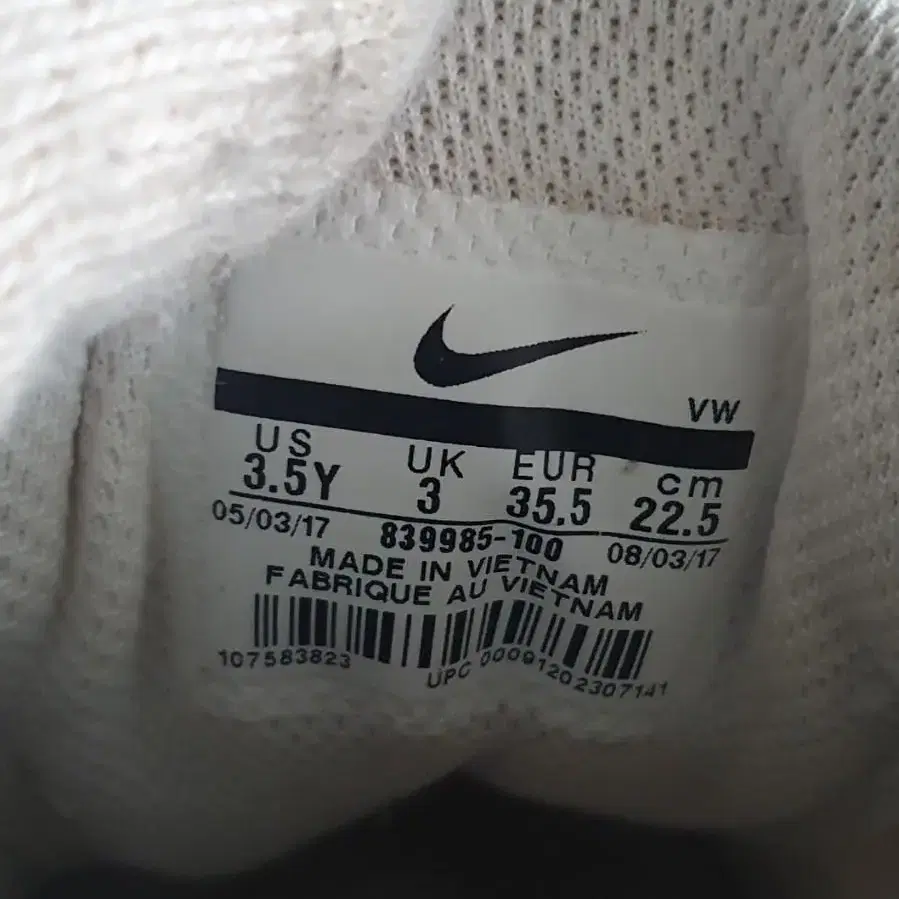 VW
US UK EUR cm
3.5Y 3 35.5 22.5
05/03/17 839985-100 08/03/17
MADE IN VIETNAM
FABRIQUE AU VIETNAM
107583823 UPC 00091202307141